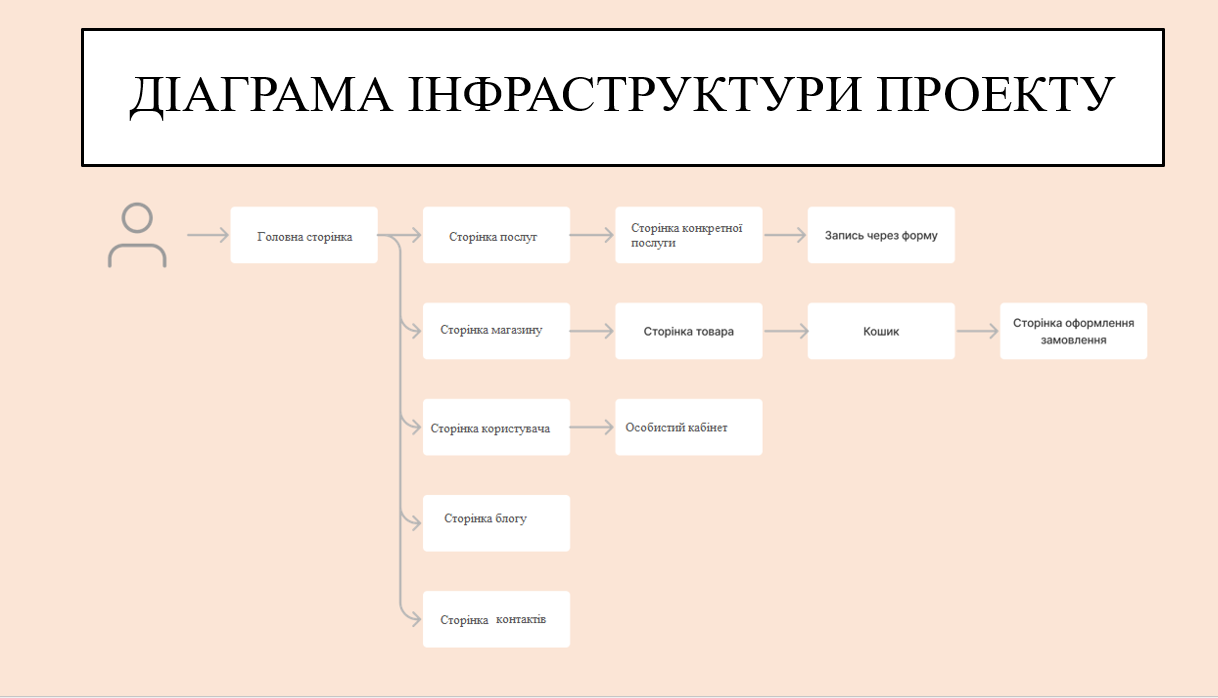 ДІАГРАМА ІНФРАСТРУКТУРИ ПРОЕКТУ
Головна сторінка
Сторінка послуг
Сторінка конкретної
послуги
Запись через форму
Сторінка магазину
Сторінка товара
Кошик
Сторінка оформлення
замовлення
Сторінка користувача
Особистий кабінет
Сторінка блогу
Сторінка контактів